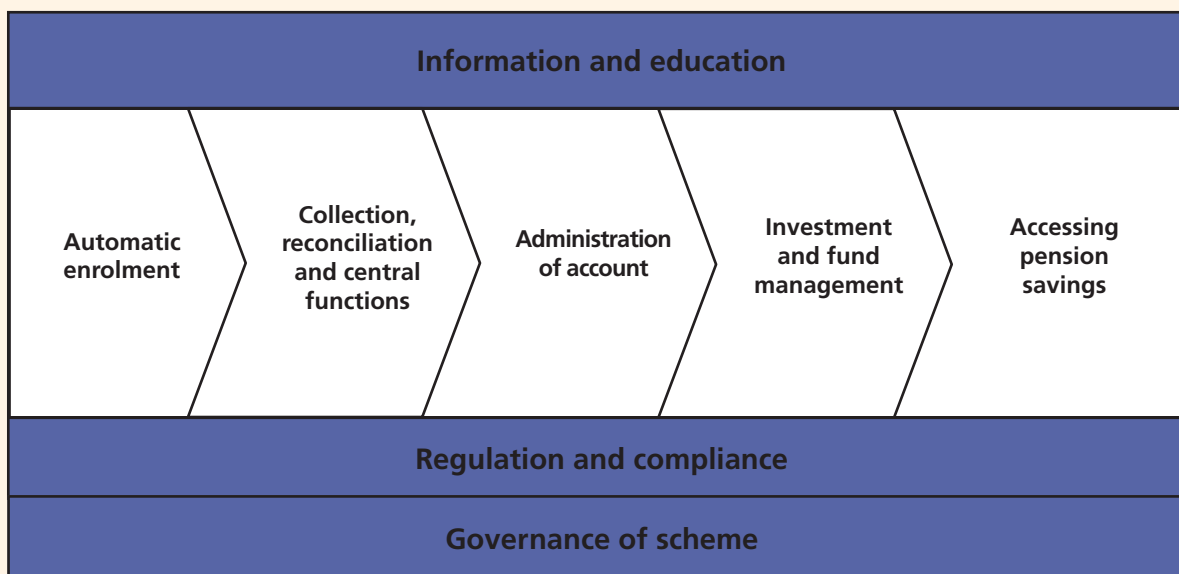 Information and education
Automatic
enrolment
Collection,
reconciliation
and central
functions
Administration
of account
Investment
and fund
management
Accessing
pension
savings
Regulation and compliance
Governance of scheme